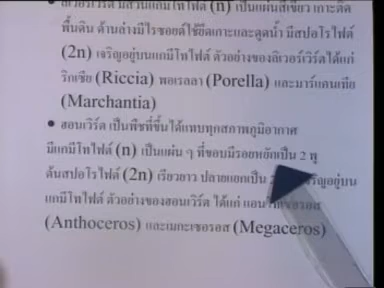 ลิเวอร์เวิร์ต มีส่วนแกมีโทไฟต์ (n) เป็นแผ่นสีเขียว เกาะติด
พื้นดิน ด้านล่างมีไรซอยด์ใช้ยึดเกาะและดูดน้ำ มีสปอโรไฟต์
(2n) เจริญอยู่บนแกมีโทไฟต์ ตัวอย่างของลิเวอร์เวิร์ตได้แก่
ริกเซีย (Riccia) พอเรลลา (Porella) และมาร์แคนเทีย
(Marchantia)
• ฮอนเวิร์ต เป็นพืชที่ขึ้นได้แทบทุกสภาพภูมิอากาศ
มีแกมีโทไฟต์ (n) เป็นแผ่น ๆ ที่ขอบมีรอยหยักเป็น 2 พู
ต้นสปอโรไฟต์ (2n) เรียวยาว ปลายแยกเป็น อยู่บน
แกมีโทไฟต์ ตัวอย่างของฮอนเวิร์ต ได้แก่
(Anthoceros) และเมกะเซอรอส (Megaceros)